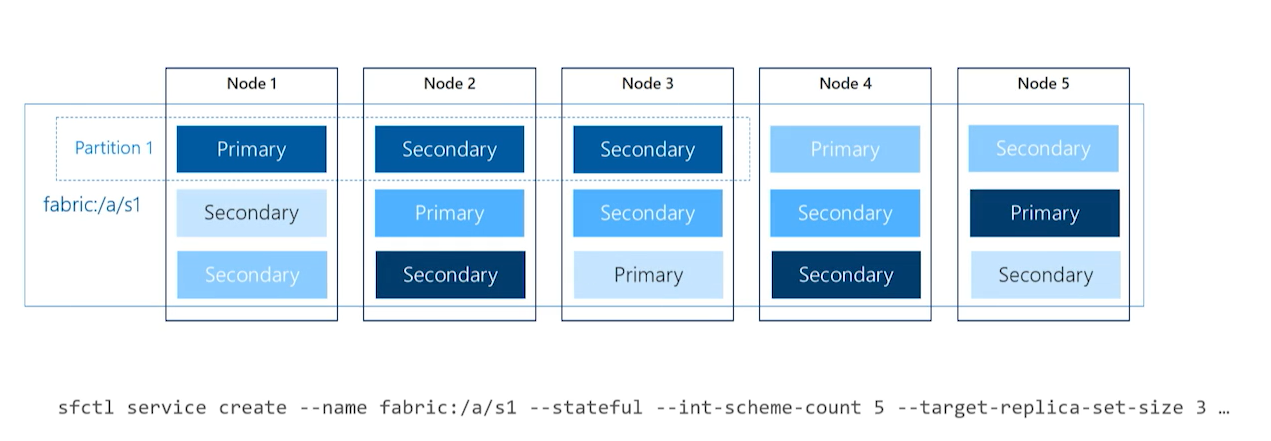 Node 1 Node 2 Node 3 Node 4 Node 5
Partition 1 Primary Secondary Secondary Primary Secondary
fabric:/a/s1
Secondary Primary Secondary Secondary Primary
Secondary Secondary Primary Secondary Secondary
sfctl service create --name fabric:/a/s1 --stateful --int-scheme-count 5 --target-replica-set-size 3 …